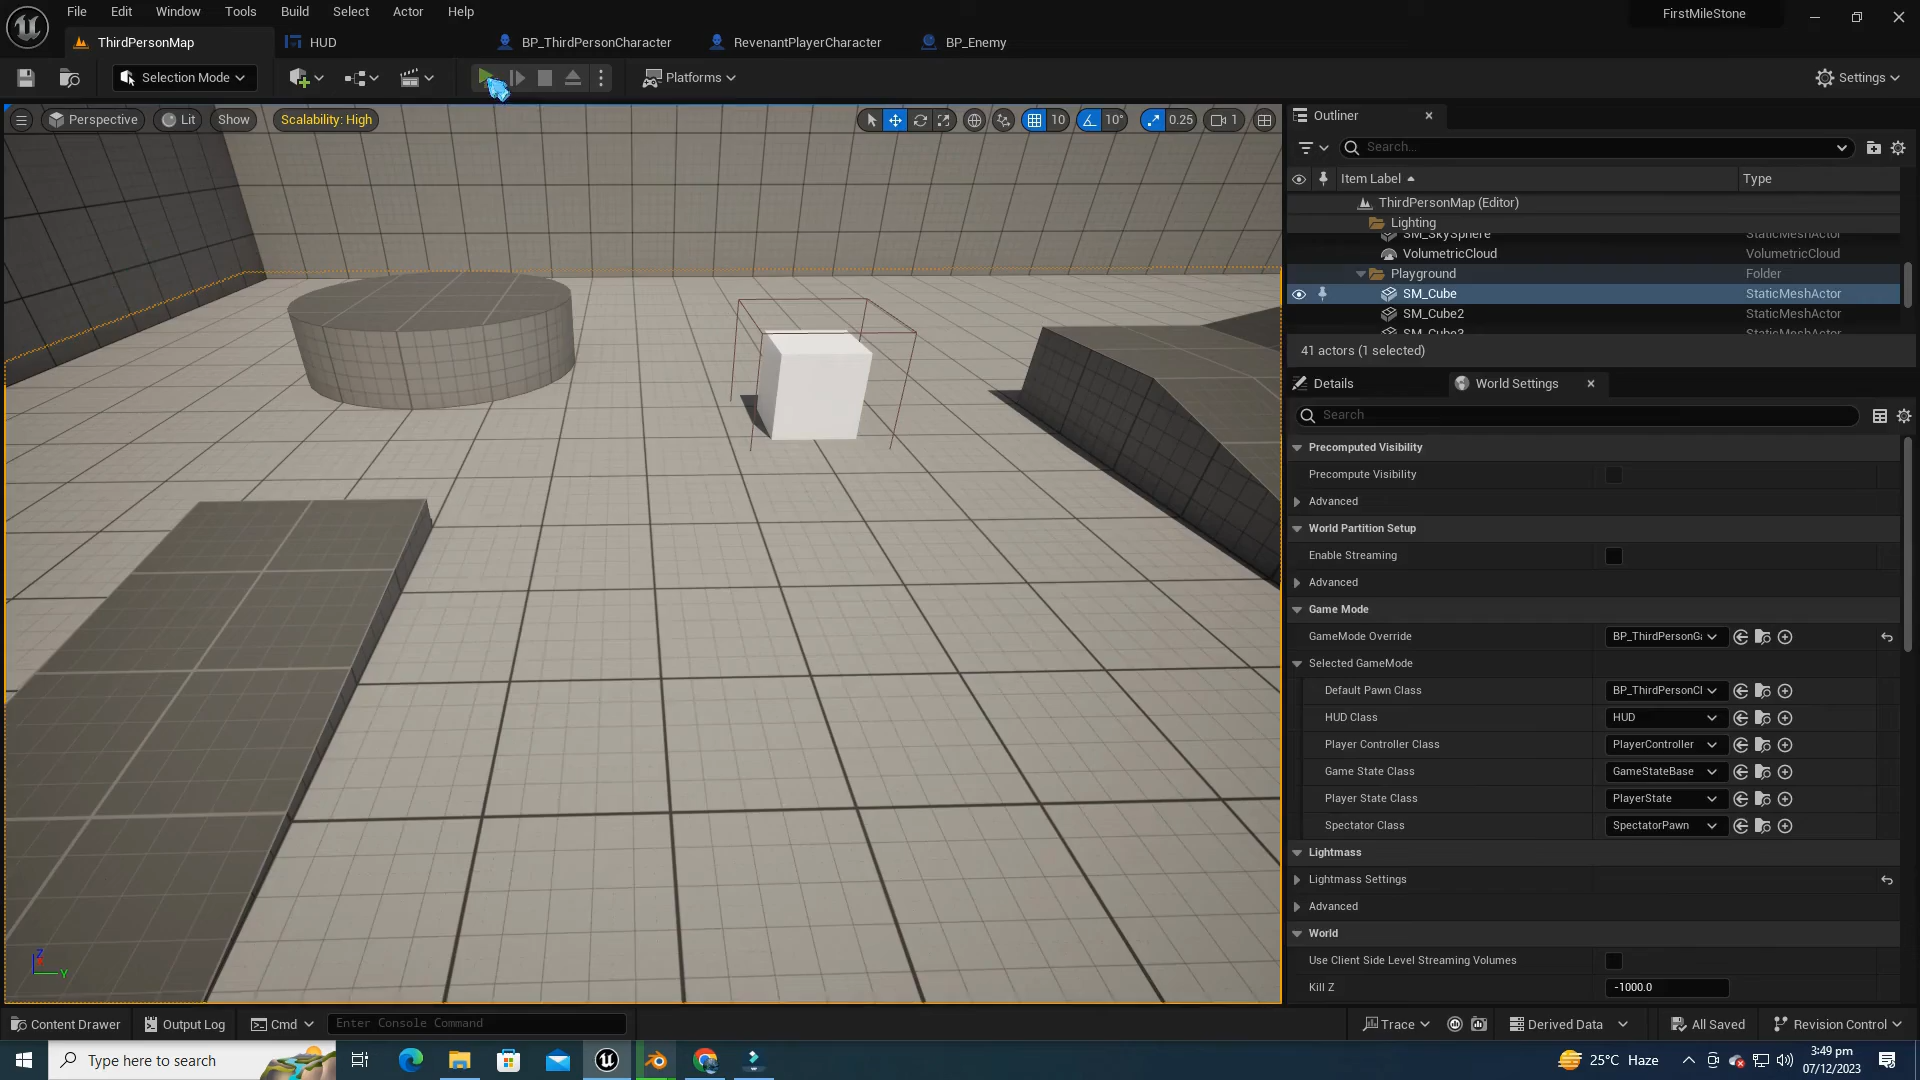 File Edit Window Tools Build Select Actor Help
FirstMileStone
ThirdPersonMap HUD BP_ThirdPersonCharacter RevenantPlayerCharacter BP_Enemy
Selection Mode Platforms Settings
Perspective Lit Show Scalability: High 10 10° 0.25 1
Outliner
Search...
Item Label Type
ThirdPersonMap (Editor)
Lighting
SM_SkySphere StaticMeshActor
VolumetricCloud VolumetricCloud
Playground Folder
SM_Cube StaticMeshActor
SM_Cube2 StaticMeshActor
SM_Cube3 StaticMeshActor
41 actors (1 selected)
Details World Settings
Search
Precomputed Visibility
Precompute Visibility
Advanced
World Partition Setup
Enable Streaming
Advanced
Game Mode
GameMode Override BP_ThirdPersonGa
Selected GameMode
Default Pawn Class BP_ThirdPersonCl
HUD Class HUD
Player Controller Class PlayerController
Game State Class GameStateBase
Player State Class PlayerState
Spectator Class SpectatorPawn
Lightmass
Lightmass Settings
Advanced
World
Use Client Side Level Streaming Volumes
Kill Z -1000.0
Z
Y
Content Drawer Output Log Cmd Enter Console Command Trace Derived Data All Saved Revision Control
Type here to search 25°C Haze 3:49 pm
07/12/2023